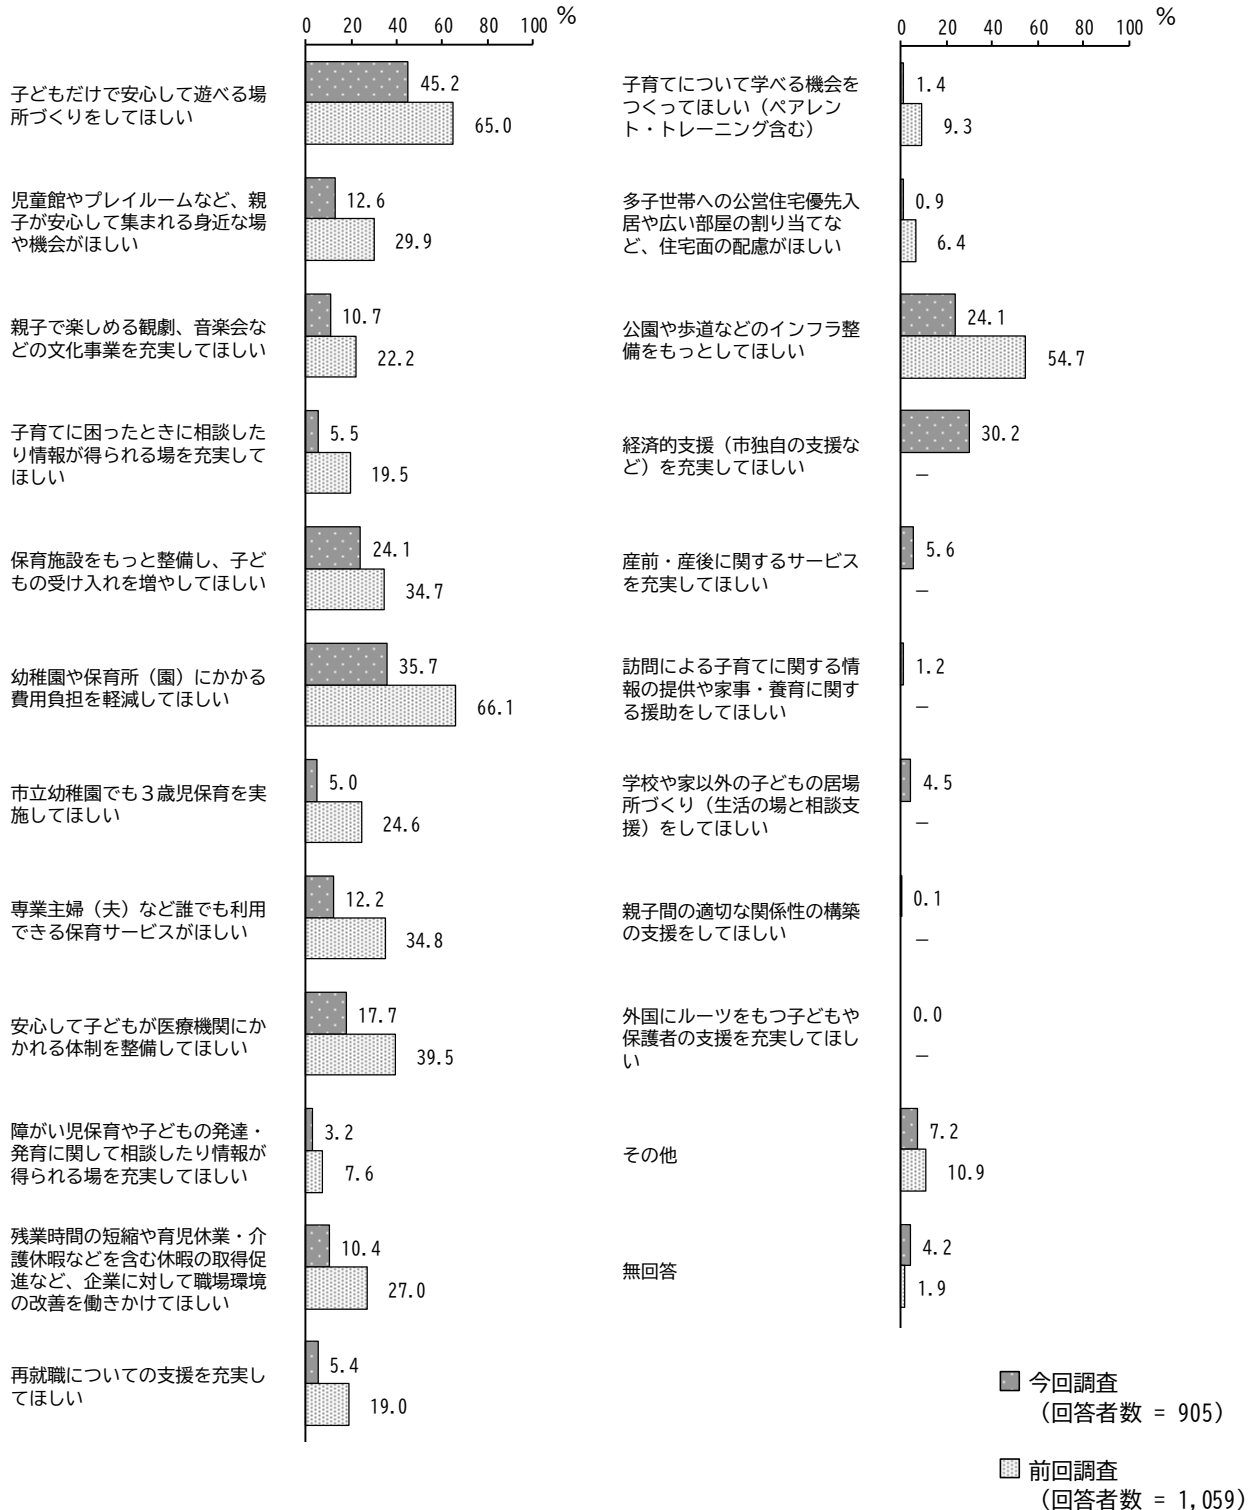 0 20 40 60 80 100 %
子どもだけで安心して遊べる場
所づくりをしてほしい
45.2
65.0
児童館やプレイルームなど、親
子が安心して集まれる身近な場
や機会がほしい
12.6
29.9
親子で楽しめる観劇、音楽会な
どの文化事業を充実してほしい
10.7
22.2
子育てに困ったときに相談した
り情報が得られる場を充実して
ほしい
5.5
19.5
保育施設をもっと整備し、子ど
もの受け入れを増やしてほしい
24.1
34.7
幼稚園や保育所（園）にかかる
費用負担を軽減してほしい
35.7
66.1
市立幼稚園でも３歳児保育を実
施してほしい
5.0
24.6
専業主婦（夫）など誰でも利用
できる保育サービスがほしい
12.2
34.8
安心して子どもが医療機関にか
かれる体制を整備してほしい
17.7
39.5
障がい児保育や子どもの発達・
発育に関して相談したり情報が
得られる場を充実してほしい
3.2
7.6
残業時間の短縮や育児休業・介
護休暇などを含む休暇の取得促
進など、企業に対して職場環境
の改善を働きかけてほしい
10.4
27.0
再就職についての支援を充実し
てほしい
5.4
19.0
0 20 40 60 80 100 %
子育てについて学べる機会を
つくってほしい（ペアレン
ト・トレーニング含む）
1.4
9.3
多子世帯への公営住宅優先入
居や広い部屋の割り当てな
ど、住宅面の配慮がほしい
0.9
6.4
公園や歩道などのインフラ整
備をもっとしてほしい
24.1
54.7
経済的支援（市独自の支援な
ど）を充実してほしい
30.2
－
産前・産後に関するサービス
を充実してほしい
5.6
－
訪問による子育てに関する情
報の提供や家事・養育に関す
る援助をしてほしい
1.2
－
学校や家以外の子どもの居場
所づくり（生活の場と相談支
援）をしてほしい
4.5
－
親子間の適切な関係性の構築
の支援をしてほしい
0.1
－
外国にルーツをもつ子どもや
保護者の支援を充実してほし
い
0.0
－
その他
7.2
10.9
無回答
4.2
1.9
今回調査
（回答者数 = 905）
前回調査
（回答者数 = 1,059）